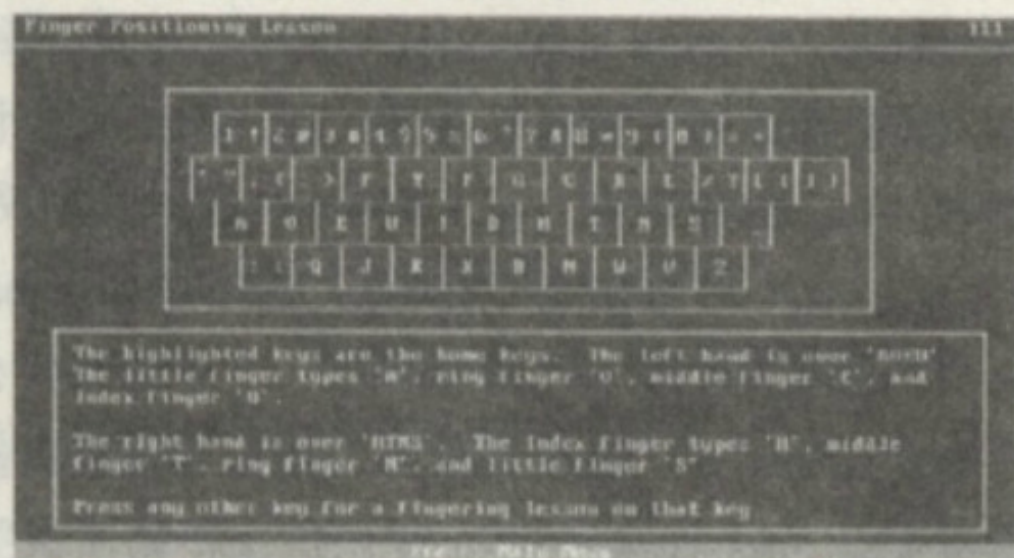 Finger Positioning Lesson
P Y F G C R L / ? [ { ] }
A O E U I D H T N S - _
Q J K X B M W V Z
The highlighted keys are the home keys. The left hand is over 'AOEU'
The little finger types 'A', ring finger 'O', middle finger 'E', and
index finger 'U'.
The right hand is over 'HTNS'. The index finger types 'H', middle
finger 'T', ring finger 'N', and little finger 'S'
Press any other key for a fingering lesson on that key
Main Menu